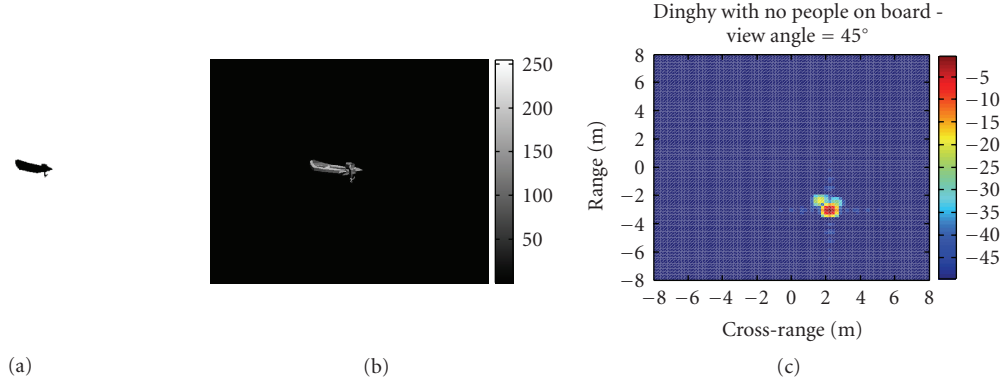 Dinghy with no people on board -
view angle = 45°
250
200
150
100
50
8
6
4
2
0
−2
−4
−6
−8
Range (m)
−8 −6 −4 −2 0 2 4 6 8
Cross-range (m)
−5
−10
−15
−20
−25
−30
−35
−40
−45
(a)
(b)
(c)